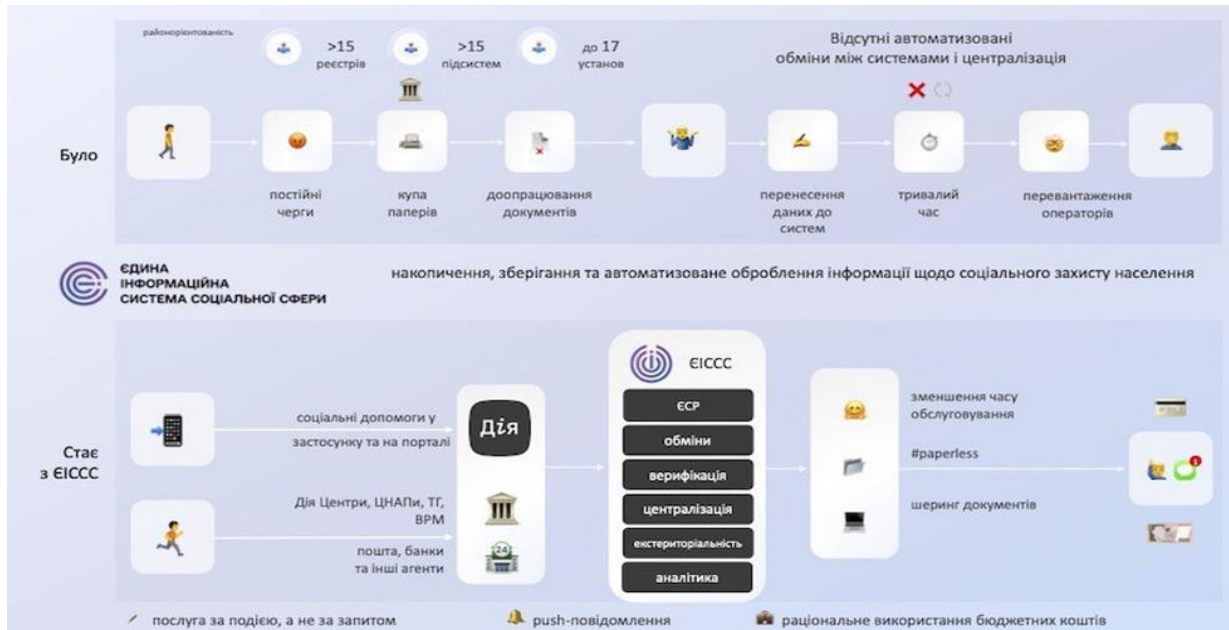 районорієнтованість
>15
реєстрів
>15
підсистем
до 17
установ
Відсутні автоматизовані
обміни між системами і централізація
Було
постійні
черги
купа
паперів
доопрацювання
документів
перенесення
даних до
систем
тривалий
час
перевантаження
операторів
ЄДИНА
ІНФОРМАЦІЙНА
СИСТЕМА СОЦІАЛЬНОЇ СФЕРИ
накопичення, зберігання та автоматизоване оброблення інформації щодо соціального захисту населення
Стає
з ЄІССС
соціальні допомоги у
застосунку та на порталі
Дія Центри, ЦНАПи, ТГ,
ВРМ
пошта, банки
та інші агенти
Дія
24
ЄІССС
ЄСР
обміни
верифікація
централізація
екстериторіальність
аналітика
зменшення часу
обслуговування
#paperless
шеринг документів
послуга за подією, а не за запитом
push-повідомлення
раціональне використання бюджетних коштів